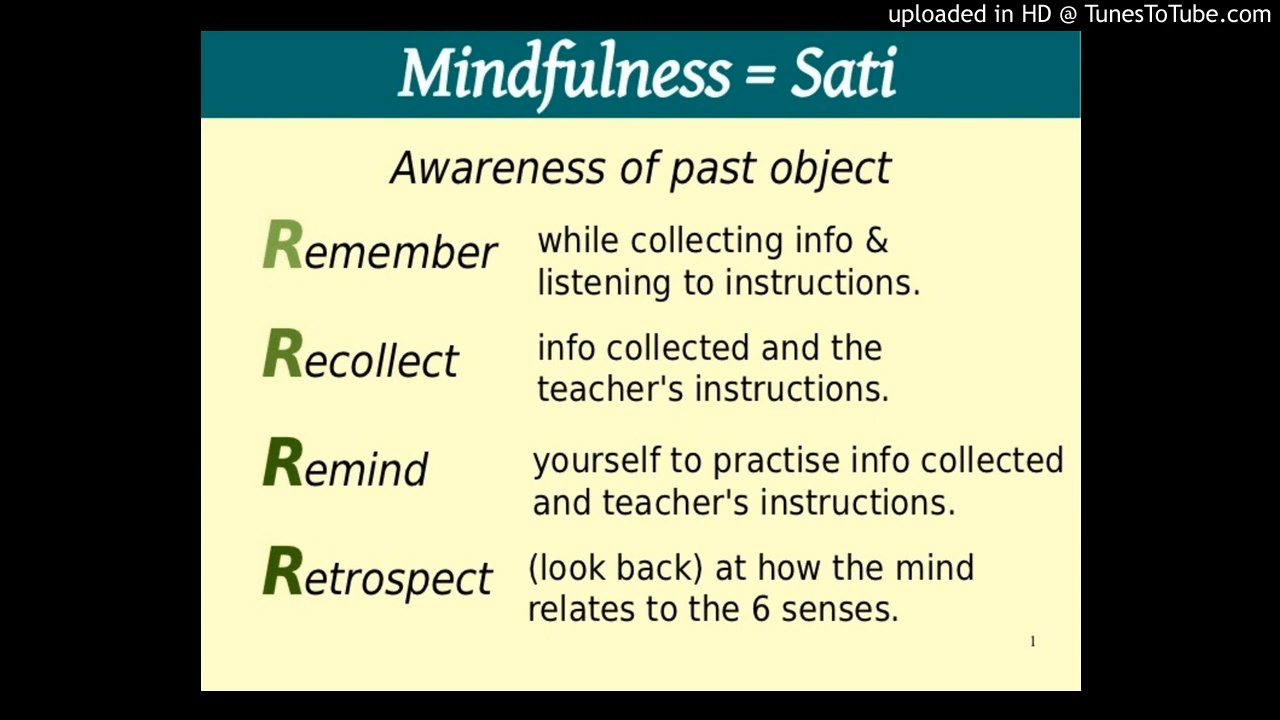 uploaded in HD @ TunesToTube.com
Mindfulness = Sati
Awareness of past object
Remember while collecting info &
listening to instructions.
Recollect info collected and the
teacher's instructions.
Remind yourself to practise info collected
and teacher's instructions.
Retrospect (look back) at how the mind
relates to the 6 senses.
1